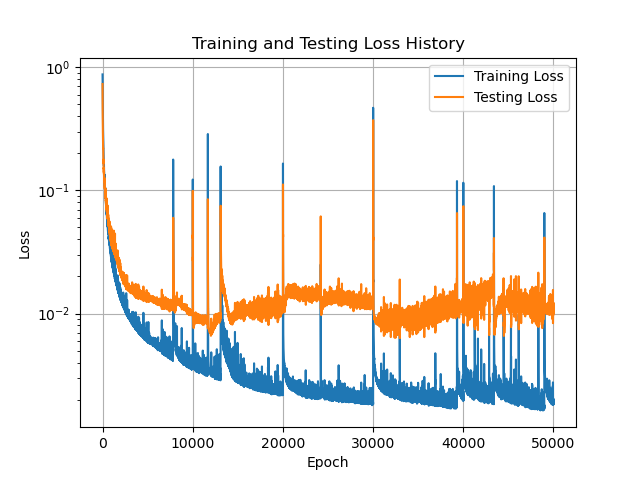 Training and Testing Loss History
Training Loss
Testing Loss
10⁰
10⁻¹
10⁻²
Loss
0 10000 20000 30000 40000 50000
Epoch